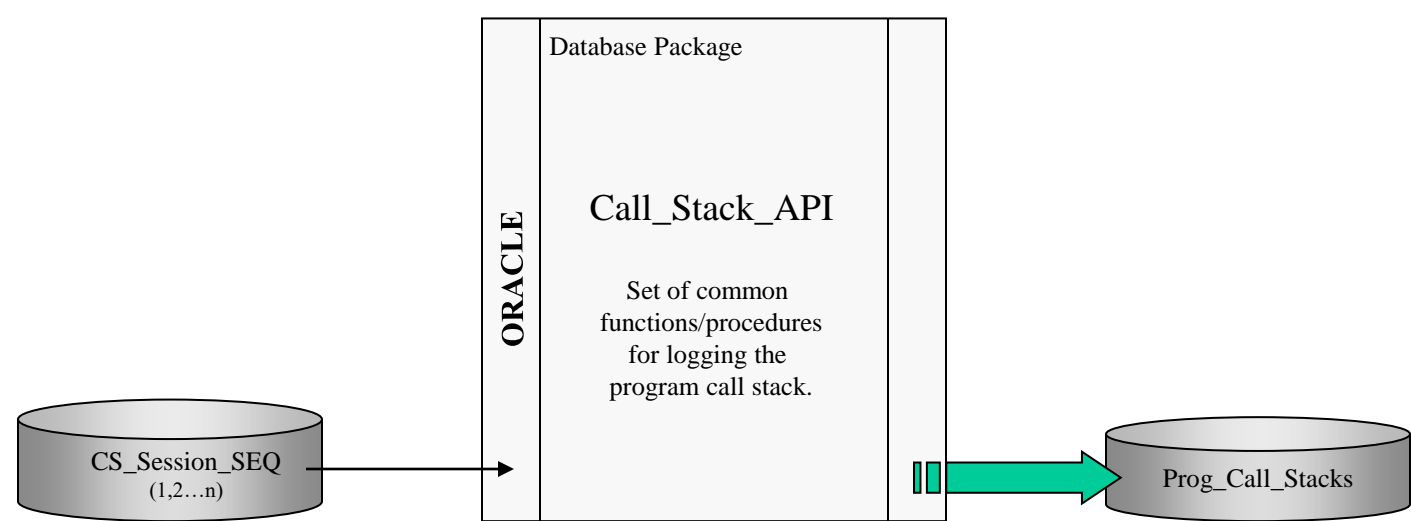 Database Package
ORACLE
Call_Stack_API
Set of common
functions/procedures
for logging the
program call stack.
CS_Session_SEQ
(1,2…n)
Prog_Call_Stacks